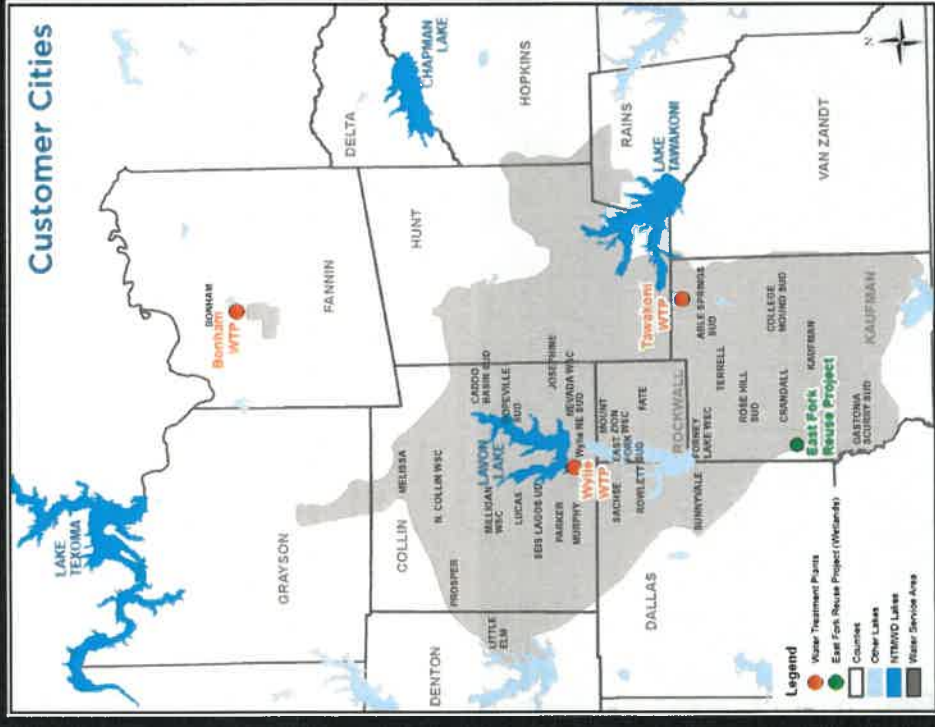 Customer Cities
LAKE
TEXOMA
GRAYSON
BONHAM
Bonham
WTP
FANNIN
DELTA
CHAPMAN
LAKE
HOPKINS
HUNT
RAINS
LAKE
TAWAKONI
VAN ZANDT
DENTON
LITTLE
ELM
COLLIN
PROSPER
MELISSA
N. COLLIN WSC
MILLIGAN
WSC
LAVON
LAKE
CADDO
BASIN SUD
COPEVILLE
SUD
LUCAS
SEIS LAGOS UD
PARKER
MURPHY
Wylie NE SUD
NEVADA WSC
JOSEPHINE
Wylie
WTP
SACHSE
ROWLETT
EAST
FORK WSC
SUD
MOUNT
ZION
WSC
FATE
ROCKWALL
DALLAS
SUNNYVALE
FORNEY
LAKE WSC
Tawakoni
WTP
ABLE SPRINGS
SUD
TERRELL
ROSE HILL
SUD
COLLEGE
MOUND SUD
CRANDALL
KAUFMAN
East Fork
Reuse Project
GASTONIA
SCURRY SUD
KAUFMAN
N
Legend
Water Treatment Plants
East Fork Reuse Project (Wetlands)
Counties
Other Lakes
NTMWD Lakes
Water Service Area